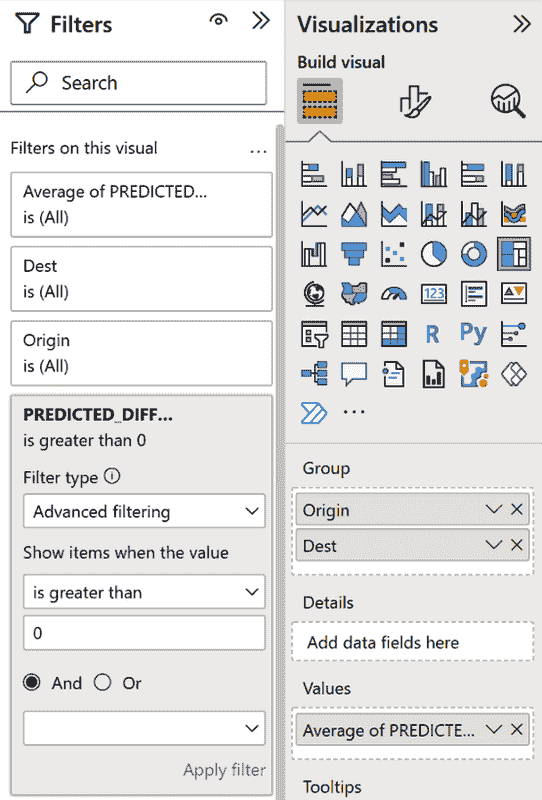 Filters
Search
Filters on this visual
...
Average of PREDICTED...
is (All)
Dest
is (All)
Origin
is (All)
PREDICTED_DIFF...
is greater than 0
Filter type
Advanced filtering
Show items when the value
is greater than
0
And Or
Apply filter
Visualizations
Build visual
123
R Py
...
Group
Origin
Dest
Details
Add data fields here
Values
Average of PREDICTE...
Tooltips